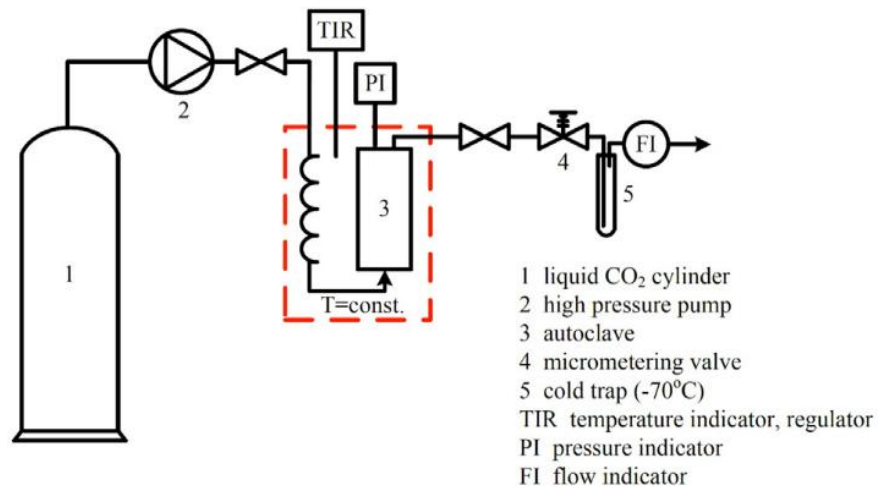 TIR
PI
2
4
FI
5
3
1
T=const.
1 liquid CO₂ cylinder
2 high pressure pump
3 autoclave
4 micrometering valve
5 cold trap (-70°C)
TIR temperature indicator, regulator
PI pressure indicator
FI flow indicator